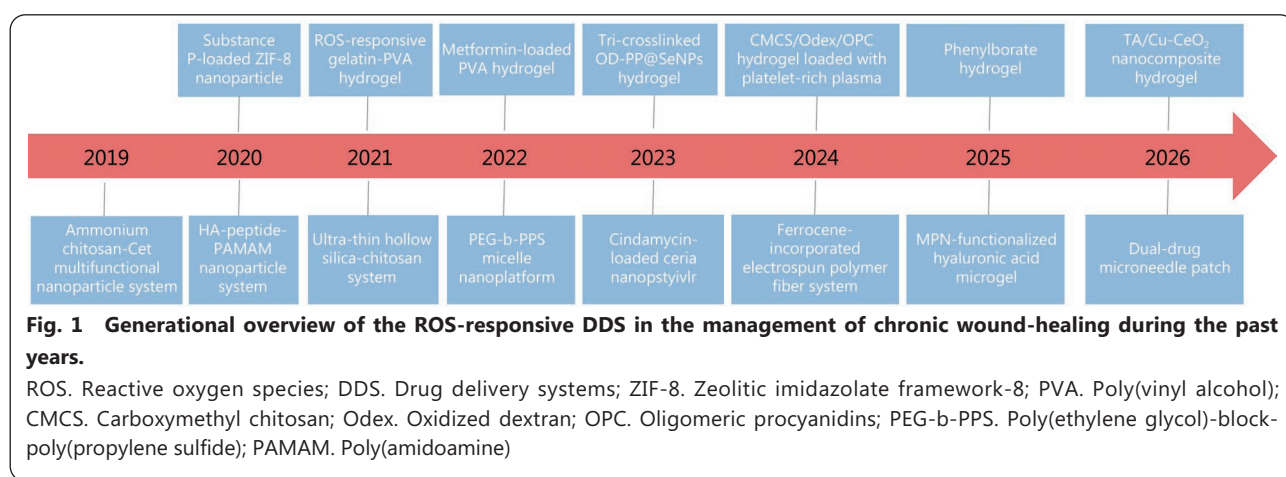 Substance
P-loaded ZIF-8
nanoparticle
ROS-responsive
gelatin-PVA
hydrogel
Metformin-loaded
PVA hydrogel
Tri-crosslinked
OD-PP@SeNPs
hydrogel
CMCS/Odex/OPC
hydrogel loaded with
platelet-rich plasma
Phenylborate
hydrogel
TA/Cu-CeO₂
nanocomposite
hydrogel
2019
2020
2021
2022
2023
2024
2025
2026
Ammonium
chitosan-Cet
multifunctional
nanoparticle system
HA-peptide-
PAMAM
nanoparticle
system
Ultra-thin hollow
silica-chitosan
system
PEG-b-PPS
micelle
nanoplatform
Cindamycin-
loaded ceria
nanopstyivlr
Ferrocene-
incorporated
electrospun polymer
fiber system
MPN-functionalized
hyaluronic acid
microgel
Dual-drug
microneedle patch
Fig. 1 Generational overview of the ROS-responsive DDS in the management of chronic wound-healing during the past
years.
ROS. Reactive oxygen species; DDS. Drug delivery systems; ZIF-8. Zeolitic imidazolate framework-8; PVA. Poly(vinyl alcohol);
CMCS. Carboxymethyl chitosan; Odex. Oxidized dextran; OPC. Oligomeric procyanidins; PEG-b-PPS. Poly(ethylene glycol)-block-
poly(propylene sulfide); PAMAM. Poly(amidoamine)